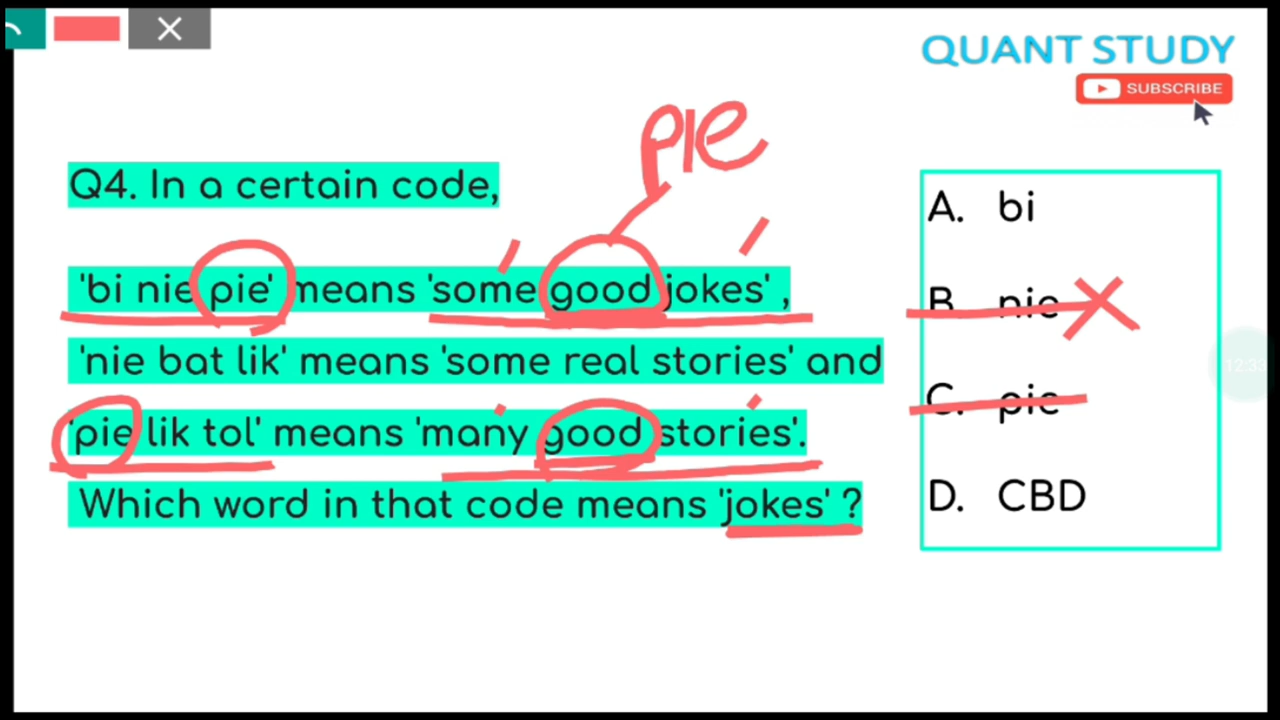 QUANT STUDY
SUBSCRIBE
pie
Q4. In a certain code,
'bi nie pie' means 'some good jokes' ,
'nie bat lik' means 'some real stories' and
'pie lik tol' means 'many good stories'.
Which word in that code means 'jokes' ?
A. bi
B. nie
C. pie
D. CBD
12:33